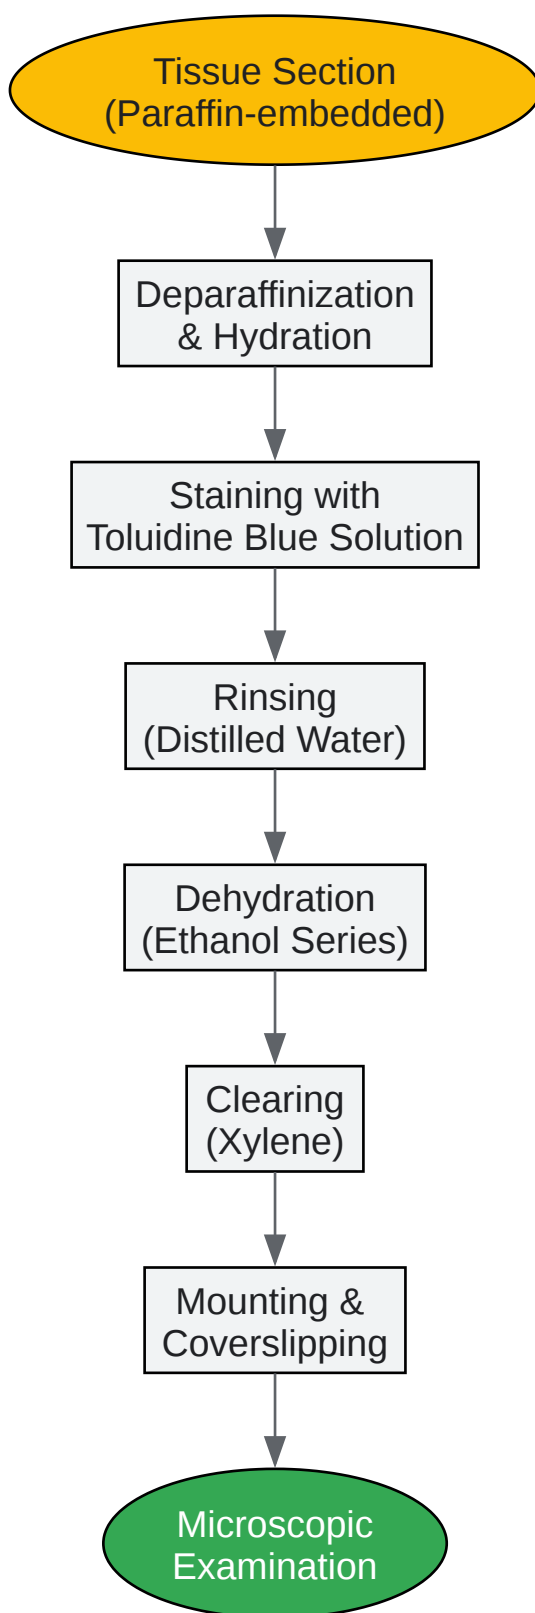 Tissue Section
(Paraffin-embedded)
Deparaffinization
& Hydration
Staining with
Toluidine Blue Solution
Rinsing
(Distilled Water)
Dehydration
(Ethanol Series)
Clearing
(Xylene)
Mounting &
Coverslipping
Microscopic
Examination